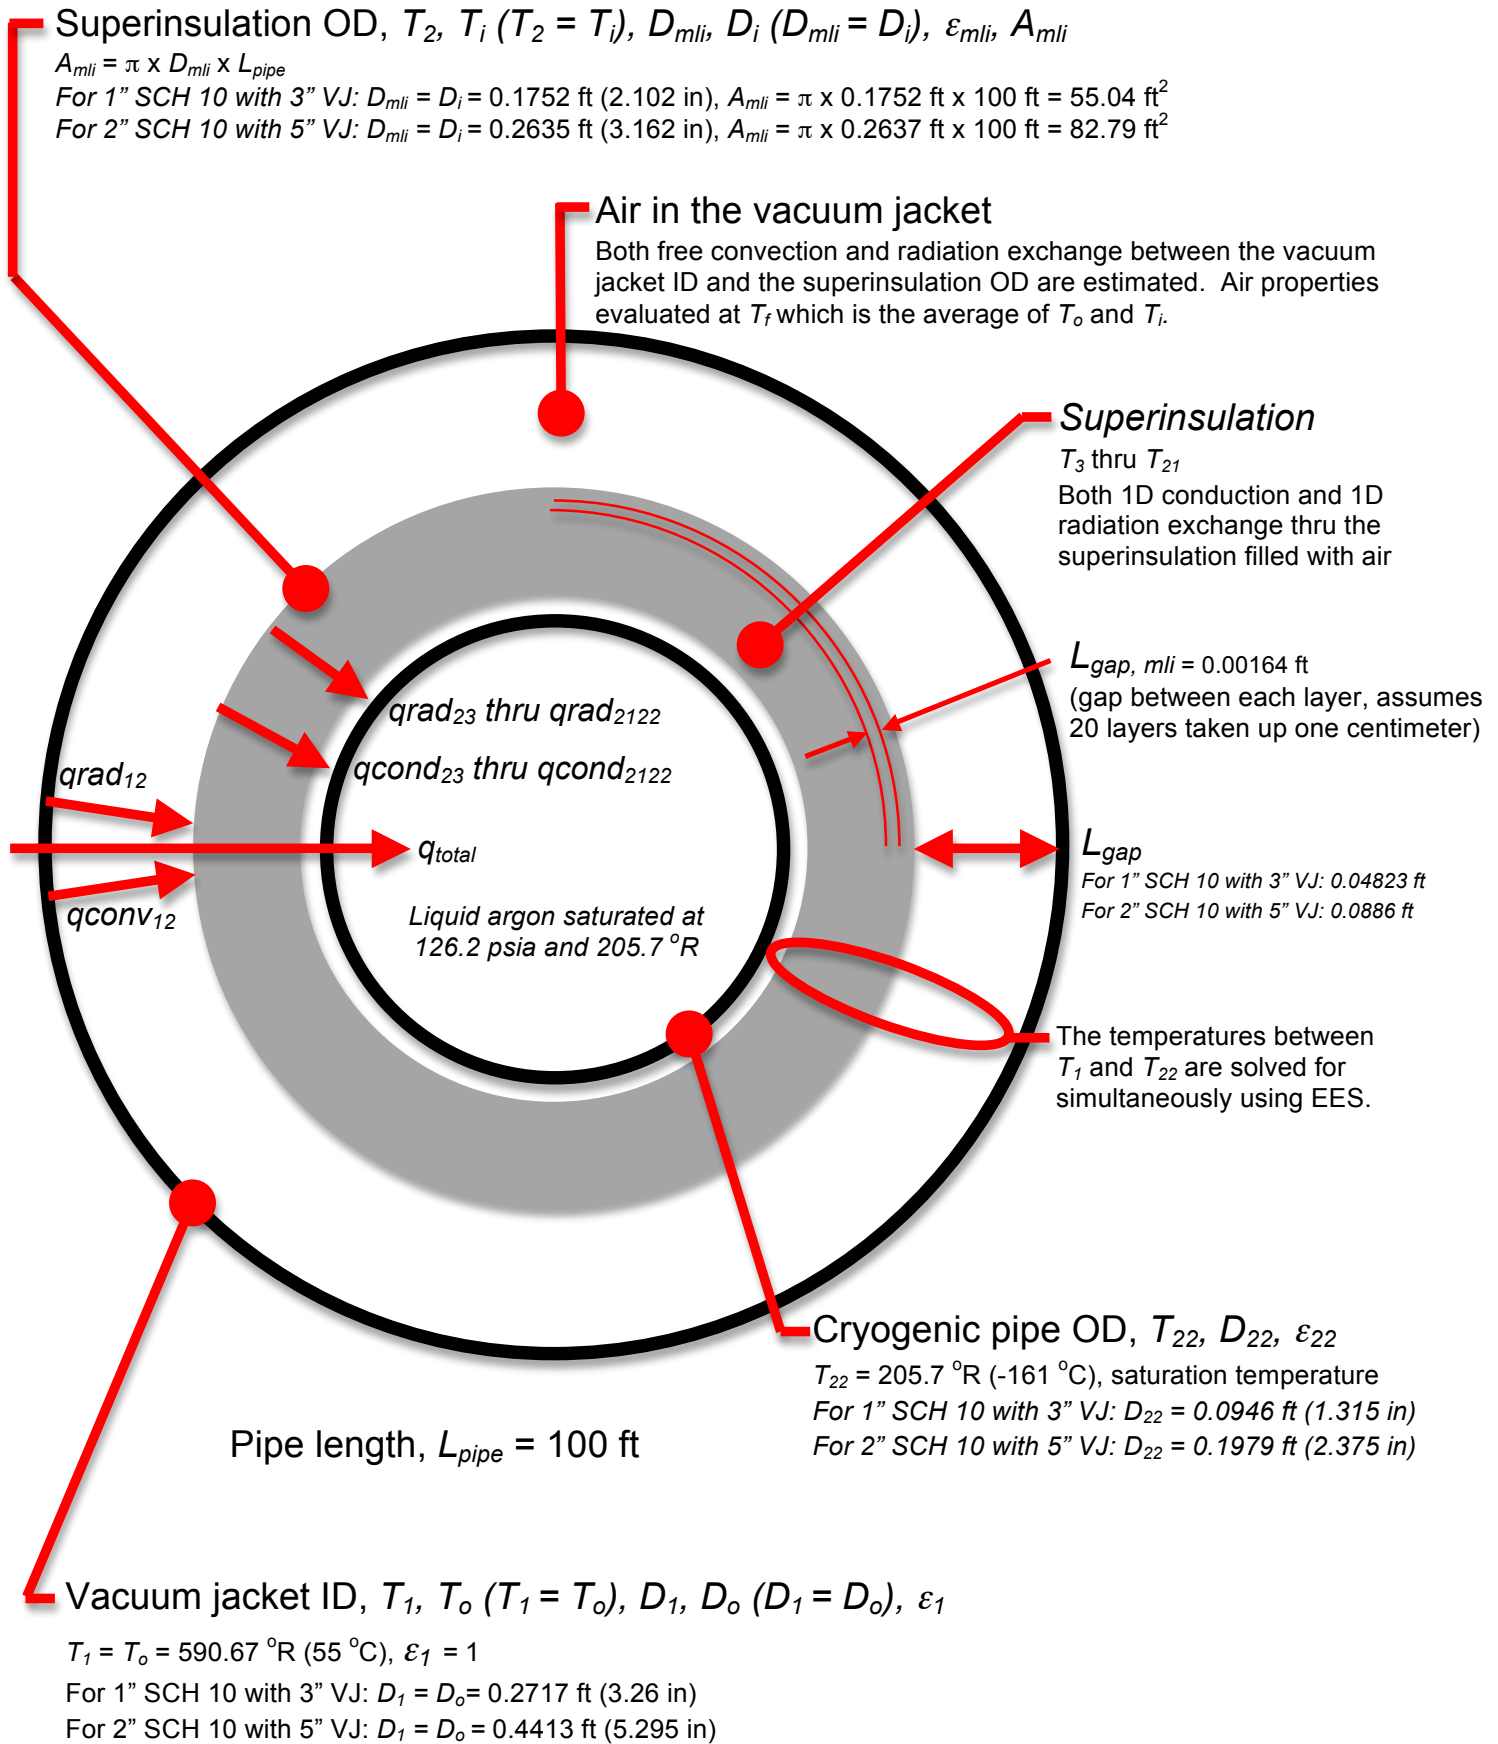 Superinsulation OD, T2, Ti (T2 = Ti), Dmli, Di (Dmli = Di), εmli, Amli
Amli = π x Dmli x Lpipe
For 1” SCH 10 with 3” VJ: Dmli = Di = 0.1752 ft (2.102 in), Amli = π x 0.1752 ft x 100 ft = 55.04 ft2
For 2” SCH 10 with 5” VJ: Dmli = Di = 0.2635 ft (3.162 in), Amli = π x 0.2637 ft x 100 ft = 82.79 ft2
Air in the vacuum jacket
Both free convection and radiation exchange between the vacuum
jacket ID and the superinsulation OD are estimated. Air properties
evaluated at Tf which is the average of To and Ti.
Superinsulation
T3 thru T21
Both 1D conduction and 1D
radiation exchange thru the
superinsulation filled with air
Lgap, mli = 0.00164 ft
(gap between each layer, assumes
20 layers taken up one centimeter)
qrad23 thru qrad2122
qcond23 thru qcond2122
qrad12
qtotal
qconv12
Liquid argon saturated at
126.2 psia and 205.7 oR
Lgap
For 1” SCH 10 with 3” VJ: 0.04823 ft
For 2” SCH 10 with 5” VJ: 0.0886 ft
The temperatures between
T1 and T22 are solved for
simultaneously using EES.
Cryogenic pipe OD, T22, D22, ε22
T22 = 205.7 oR (-161 oC), saturation temperature
For 1” SCH 10 with 3” VJ: D22 = 0.0946 ft (1.315 in)
For 2” SCH 10 with 5” VJ: D22 = 0.1979 ft (2.375 in)
Pipe length, Lpipe = 100 ft
Vacuum jacket ID, T1, To (T1 = To), D1, Do (D1 = Do), ε1
T1 = To = 590.67 oR (55 oC), ε1 = 1
For 1” SCH 10 with 3” VJ: D1 = Do= 0.2717 ft (3.26 in)
For 2” SCH 10 with 5” VJ: D1 = Do = 0.4413 ft (5.295 in)